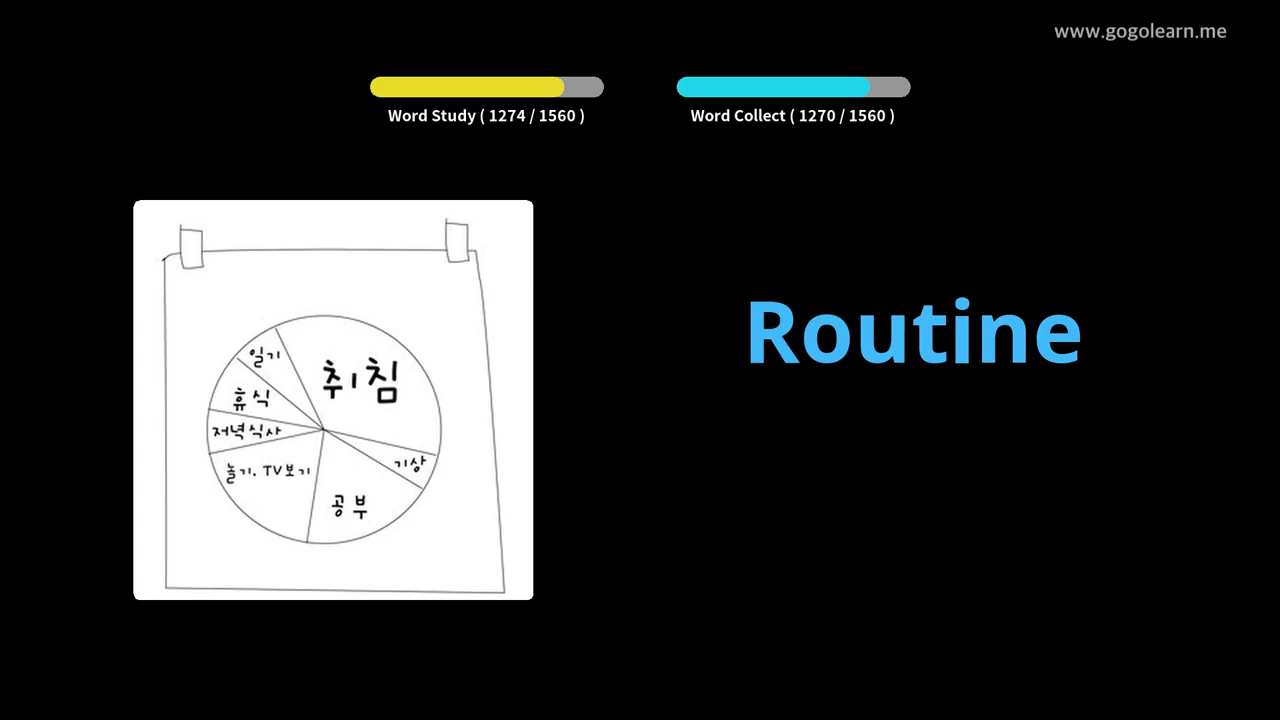 www.gogolearn.me
Word Study ( 1274 / 1560 )
Word Collect ( 1270 / 1560 )
Routine
일기
취침
휴식
저녁식사
기상
놀기. TV보기
공부